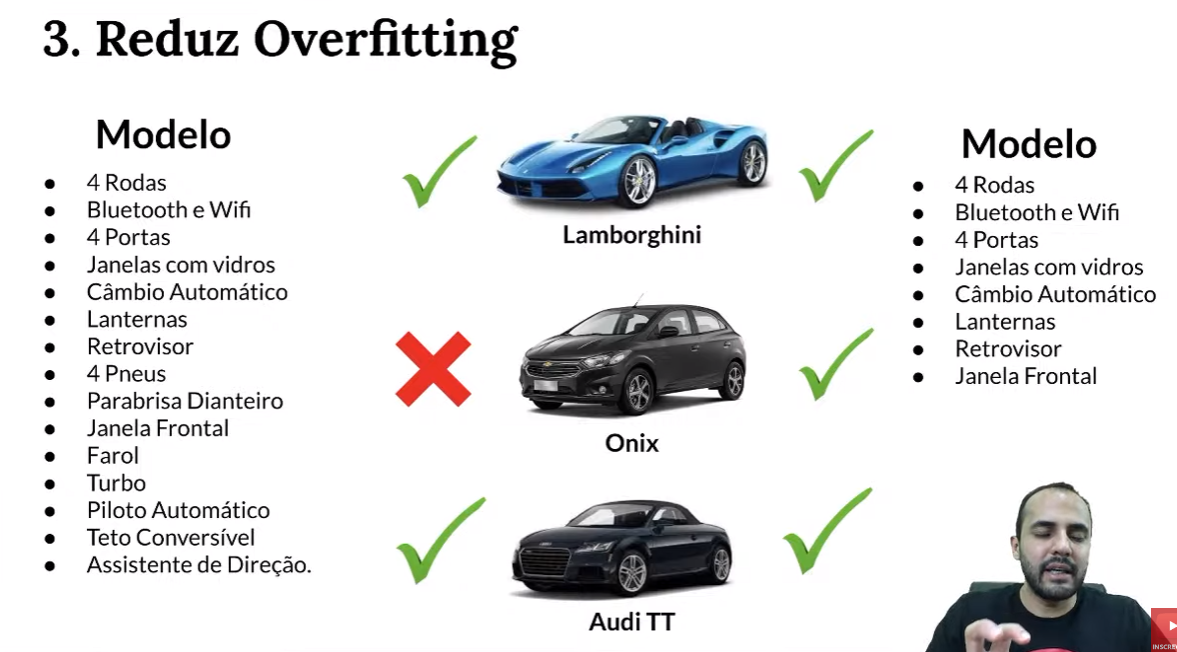 3. Reduz Overfitting
Modelo
4 Rodas
Bluetooth e Wifi
4 Portas
Janelas com vidros
Câmbio Automático
Lanternas
Retrovisor
4 Pneus
Parabrisa Dianteiro
Janela Frontal
Farol
Turbo
Piloto Automático
Teto Conversível
Assistente de Direção.
Lamborghini
Onix
Audi TT
Modelo
4 Rodas
Bluetooth e Wifi
4 Portas
Janelas com vidros
Câmbio Automático
Lanternas
Retrovisor
Janela Frontal